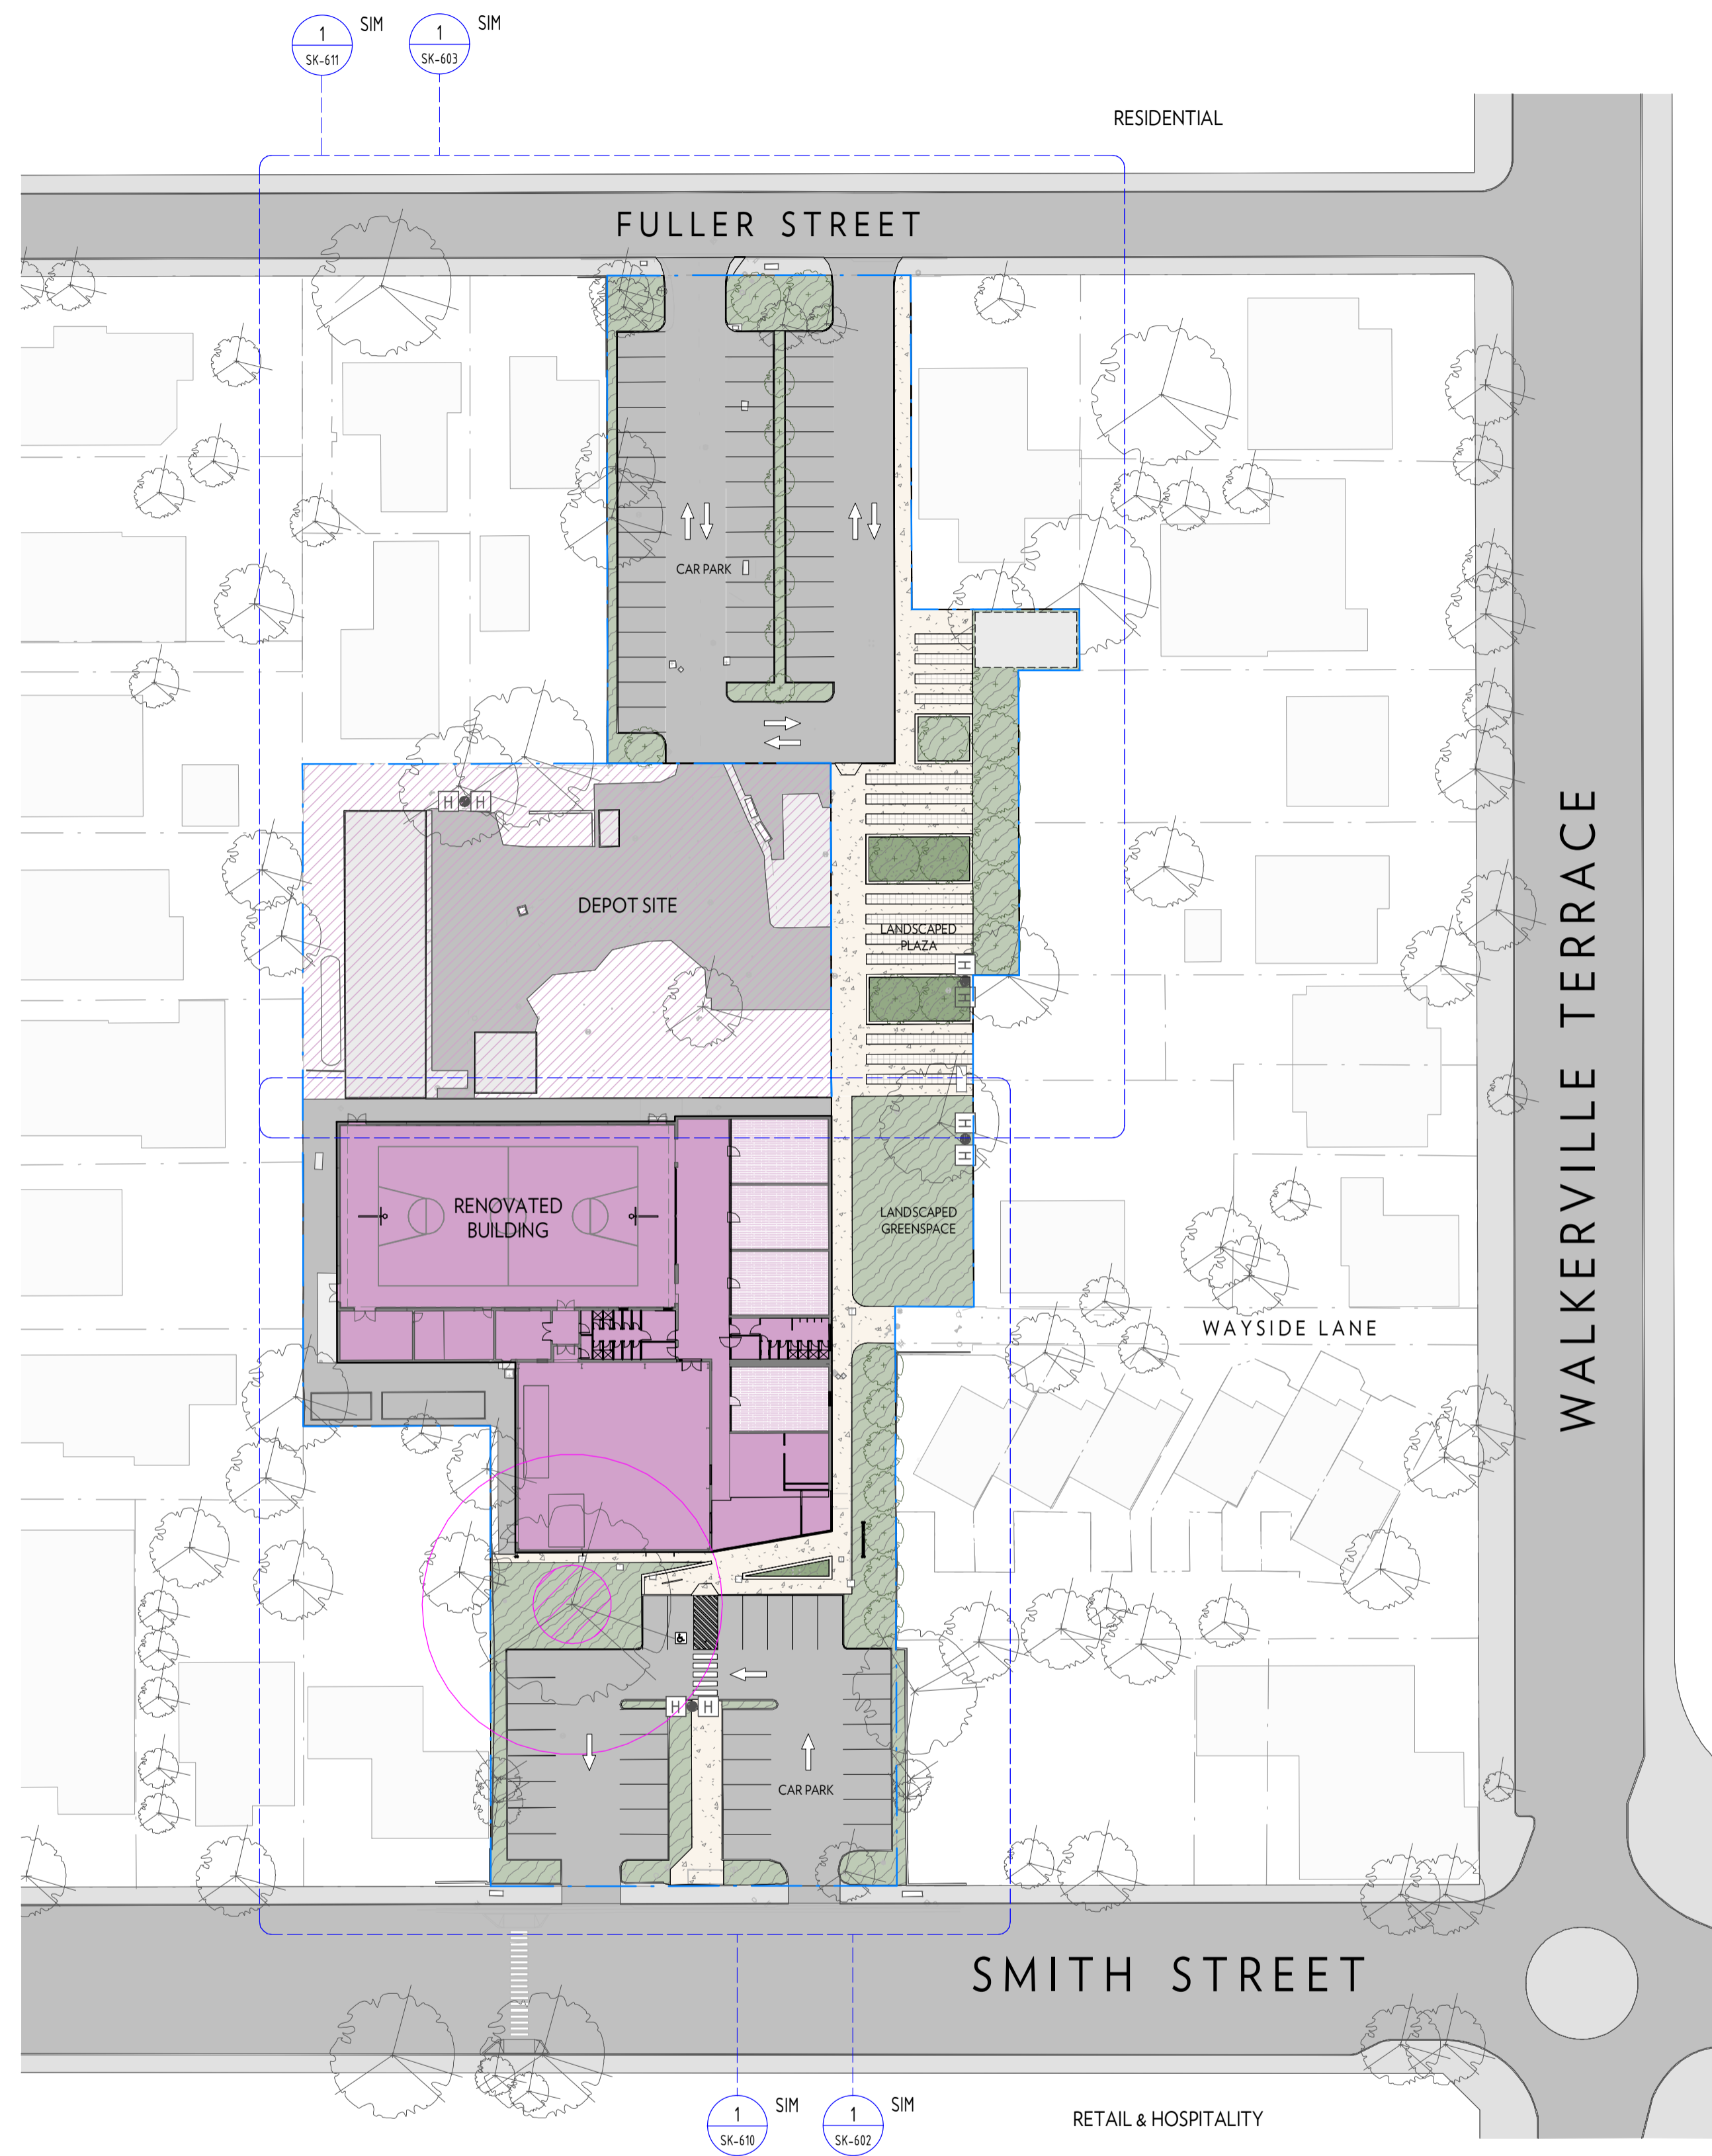 1
SK-611
SIM
1
SK-603
SIM
RESIDENTIAL
FULLER STREET
CAR PARK
H H
DEPOT SITE
LANDSCAPED
PLAZA
H
H
WALKERVILLE TERRACE
H
H
RENOVATED
BUILDING
LANDSCAPED
GREENSPACE
WAYSIDE LANE
H H
CAR PARK
SMITH STREET
1
SK-610
SIM
1
SK-602
SIM
RETAIL & HOSPITALITY